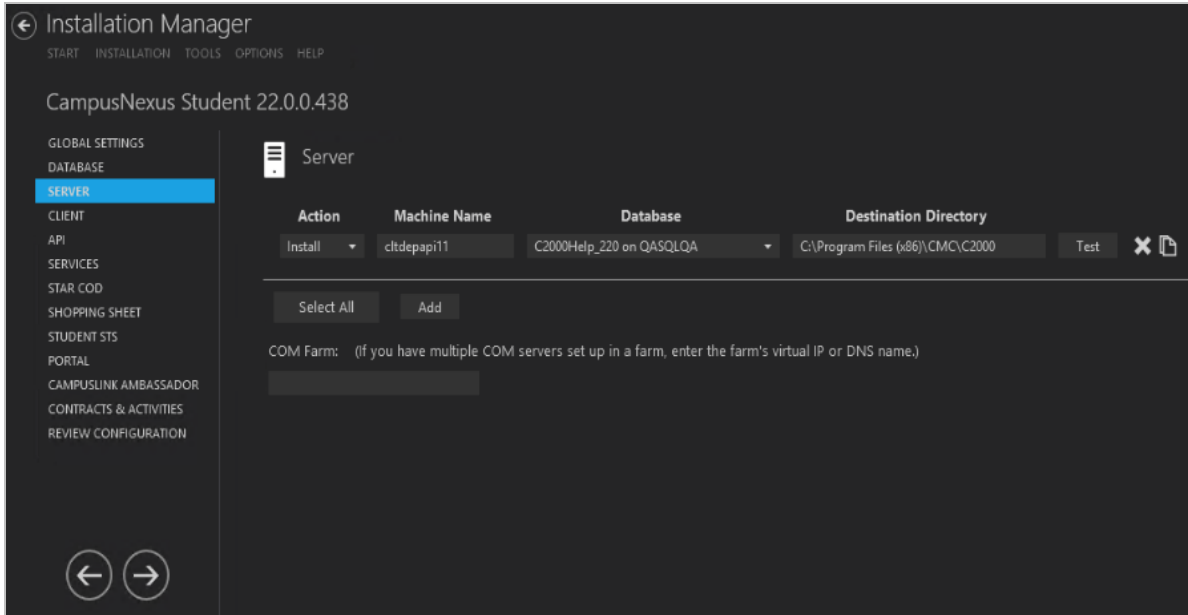 Installation Manager
START INSTALLATION TOOLS OPTIONS HELP
CampusNexus Student 22.0.0.438
GLOBAL SETTINGS
DATABASE
SERVER
CLIENT
API
SERVICES
STAR COD
SHOPPING SHEET
STUDENT STS
PORTAL
CAMPUSLINK AMBASSADOR
CONTRACTS & ACTIVITIES
REVIEW CONFIGURATION
Server
Action Machine Name Database Destination Directory
Install cltdepapi11 C2000Help_220 on QASQLQA C:\Program Files (x86)\CMC\C2000 Test
Select All Add
COM Farm: (If you have multiple COM servers set up in a farm, enter the farm's virtual IP or DNS name.)